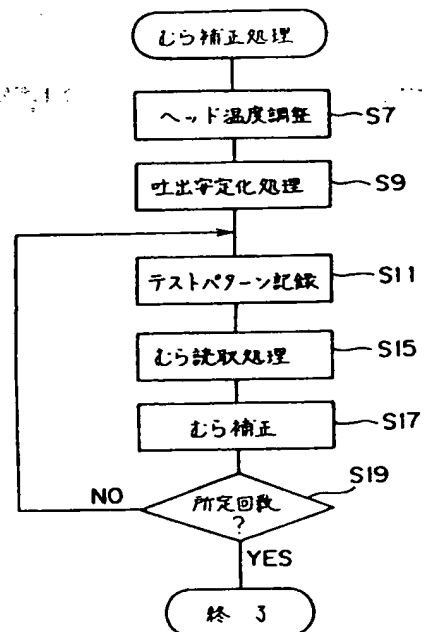 むら補正処理
ヘッド温度調整
S7
吐出安定化処理
S9
テストパターン記録
S11
むら読取処理
S15
むら補正
S17
所定回数
?
S19
NO
YES
終了